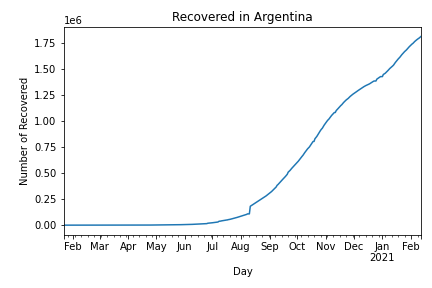 Recovered in Argentina
1e6
1.75
1.50
1.25
1.00
0.75
0.50
0.25
0.00
Number of Recovered
Feb Mar Apr May Jun Jul Aug Sep Oct Nov Dec Jan Feb
2021
Day